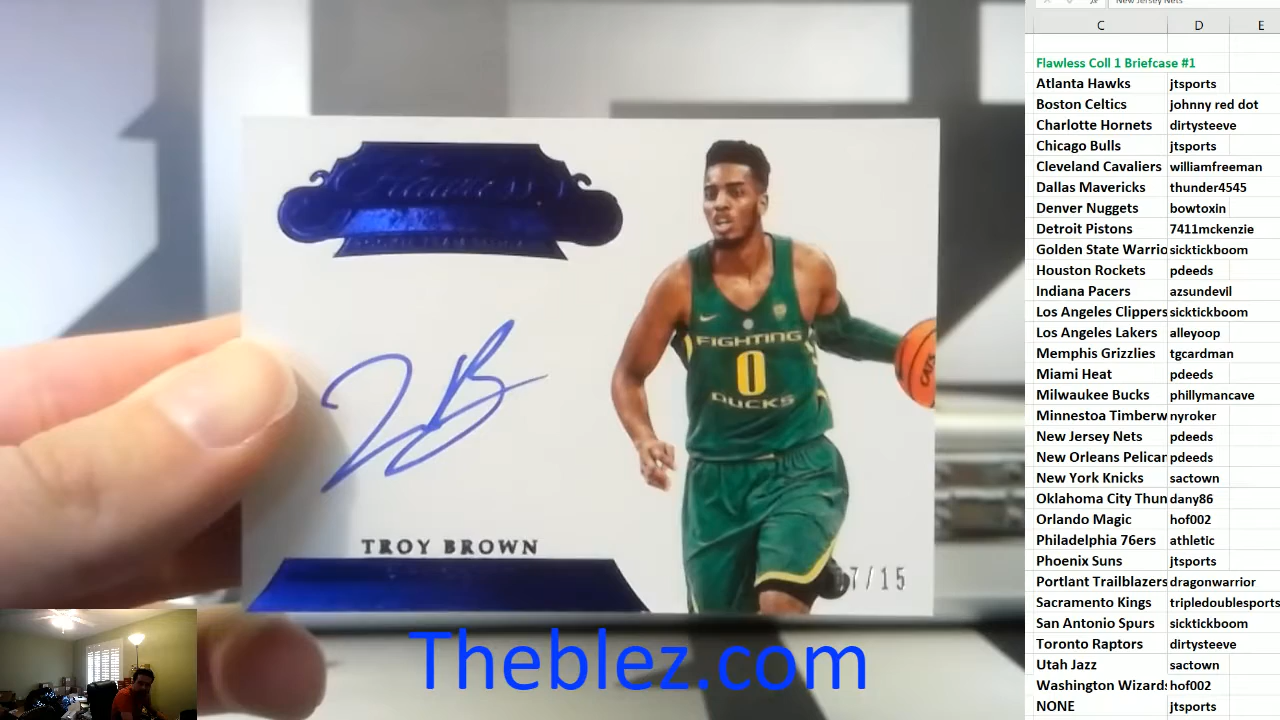 New Jersey Nets
C D E
Flawless Coll 1 Briefcase #1
Atlanta Hawks jtsports
Boston Celtics johnny red dot
Charlotte Hornets dirtysteeve
Chicago Bulls jtsports
Cleveland Cavaliers williamfreeman
Dallas Mavericks thunder4545
Denver Nuggets bowtoxin
Detroit Pistons 7411mckenzie
Golden State Warrio sicktickboom
Houston Rockets pdeeds
Indiana Pacers azsundevil
Los Angeles Clippers sicktickboom
Los Angeles Lakers alleyoop
Memphis Grizzlies tgcardman
Miami Heat pdeeds
Milwaukee Bucks phillymancave
Minnestoa Timberw nyroker
New Jersey Nets pdeeds
New Orleans Pelican pdeeds
New York Knicks sactown
Oklahoma City Thun dany86
Orlando Magic hof002
Philadelphia 76ers athletic
Phoenix Suns jtsports
Portlant Trailblazers dragonwarrior
Sacramento Kings tripledoublesports
San Antonio Spurs sicktickboom
Toronto Raptors dirtysteeve
Utah Jazz sactown
Washington Wizards hof002
NONE jtsports
Flawless
FIGHTING
0
DUCKS
CATS
TB
TROY BROWN
7/15
Theblez.com